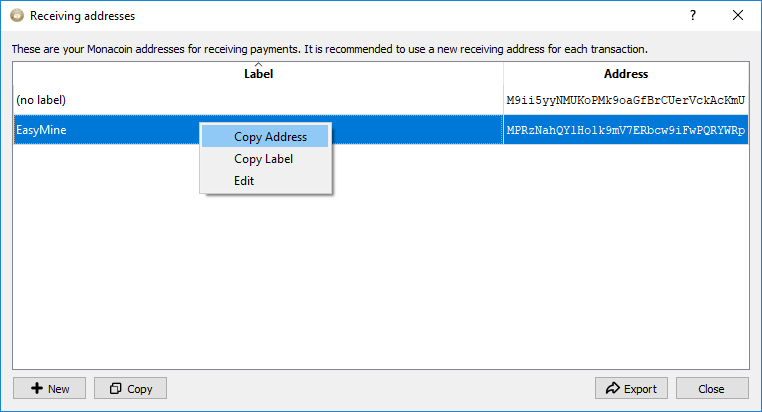 Receiving addresses
?
These are your Monacoin addresses for receiving payments. It is recommended to use a new receiving address for each transaction.
Label Address
(no label) M9ii5yyNMUKoPMk9oaGfBrCUerVckAcKmU
EasyMine MPRzNahQYlHolk9mV7ERbcw9iFwPQRYWRp
Copy Address
Copy Label
Edit
New Copy Export Close